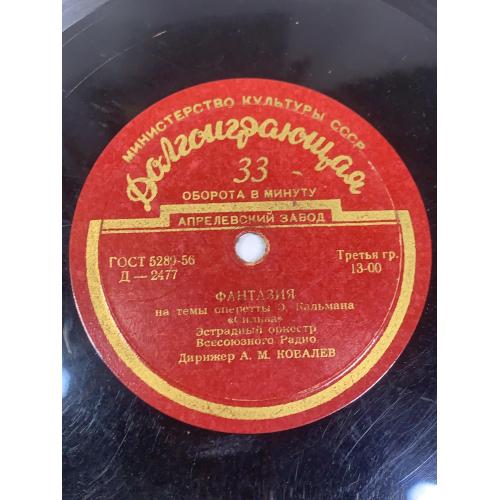 МИНИСТЕРСТВО КУЛЬТУРЫ СССР
Долгоиграющая
33
ОБОРОТА В МИНУТУ
АПРЕЛЕВСКИЙ ЗАВОД
ГОСТ 5289-56
Д — 2477
Третья гр.
13-00
ФАНТАЗИЯ
на темы оперетты Э. Кальмана
«Сильва»
Эстрадный оркестр
Всесоюзного Радио
Дирижер А. М. КОВАЛЕВ